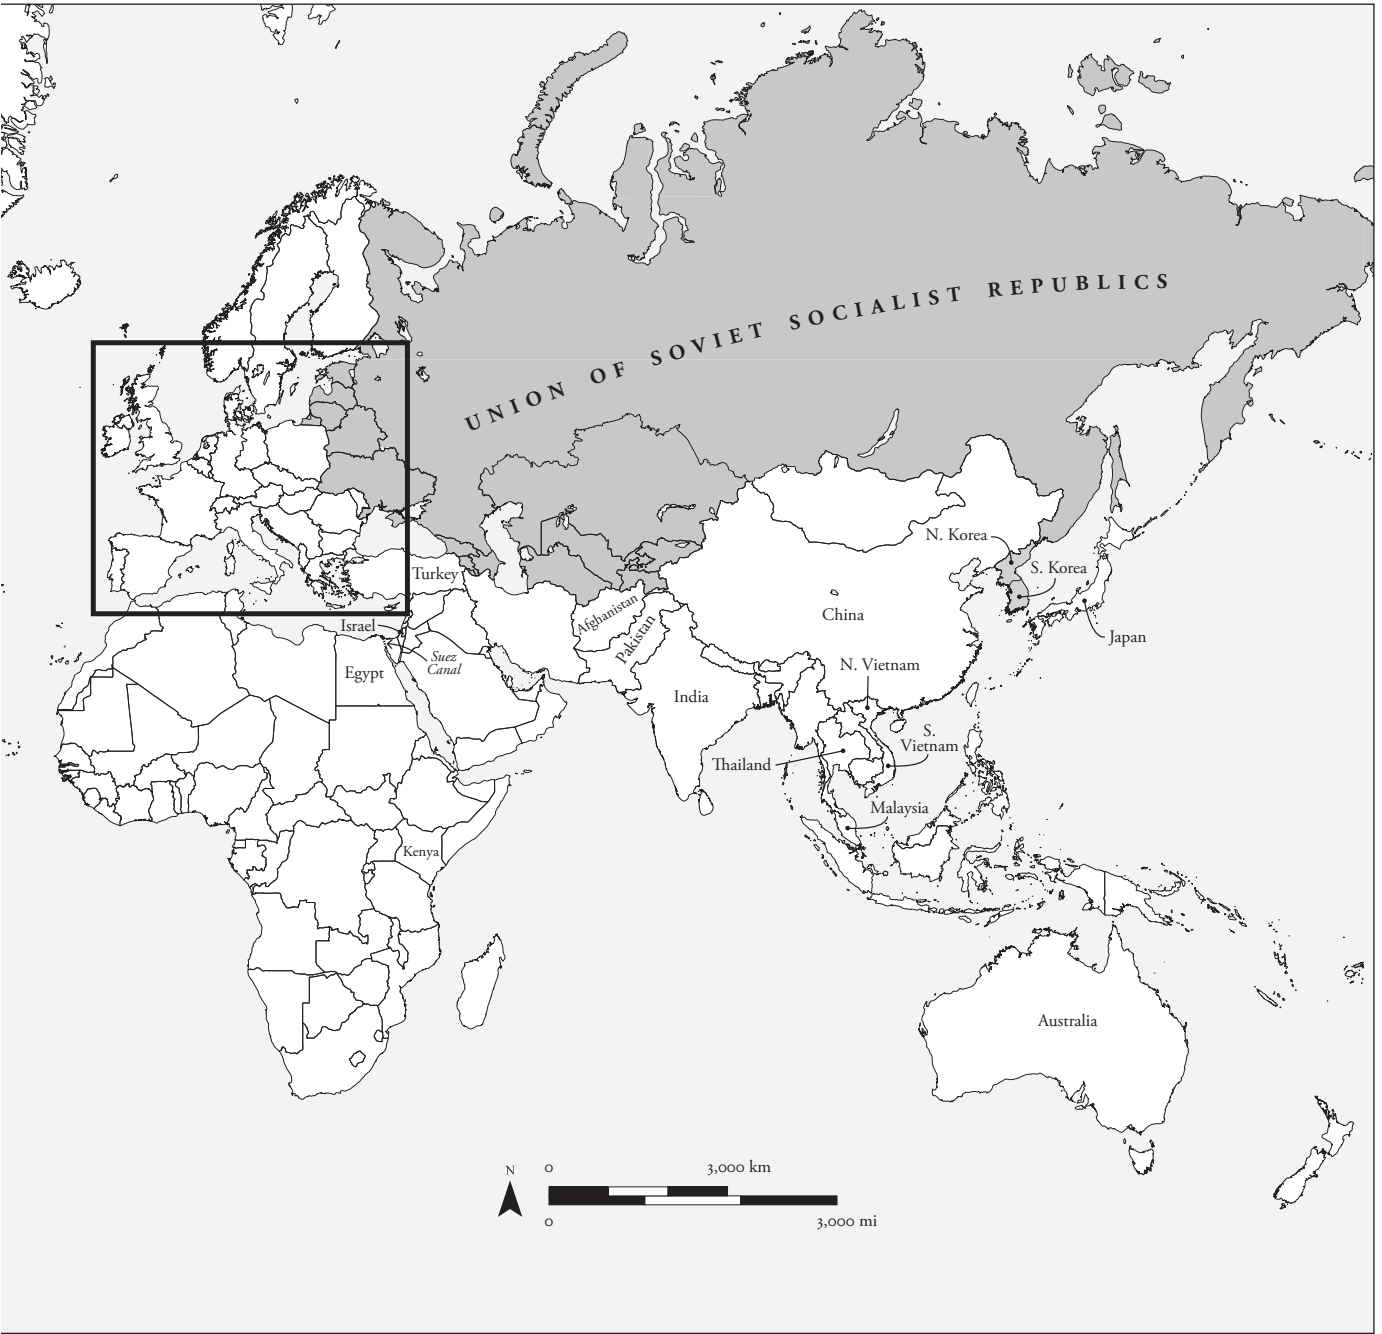 UNION OF SOVIET SOCIALIST REPUBLICS
N. Korea
S. Korea
Turkey
Afghanistan
Pakistan
China
Japan
Israel
Suez
Canal
Egypt
N. Vietnam
India
S.
Vietnam
Thailand
Malaysia
Kenya
Australia
N
0 3,000 km
0 3,000 mi